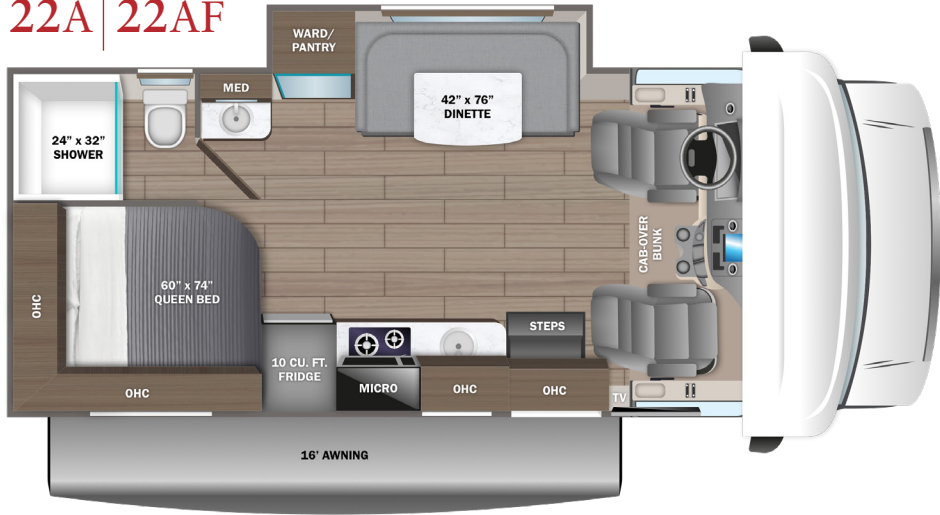 22A | 22AF
WARD/
PANTRY
MED
42” x 76”
DINETTE
24” x 32”
SHOWER
CAB-OVER
BUNK
60” x 74”
QUEEN BED
OHC
STEPS
10 CU. FT.
FRIDGE
MICRO
OHC
OHC
OHC
TV
16’ AWNING